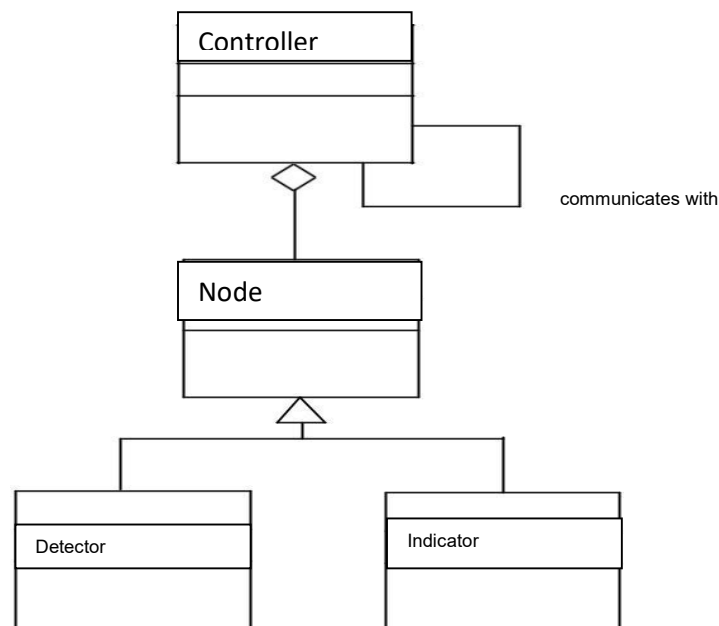 Controller
communicates with
Node
Detector
Indicator